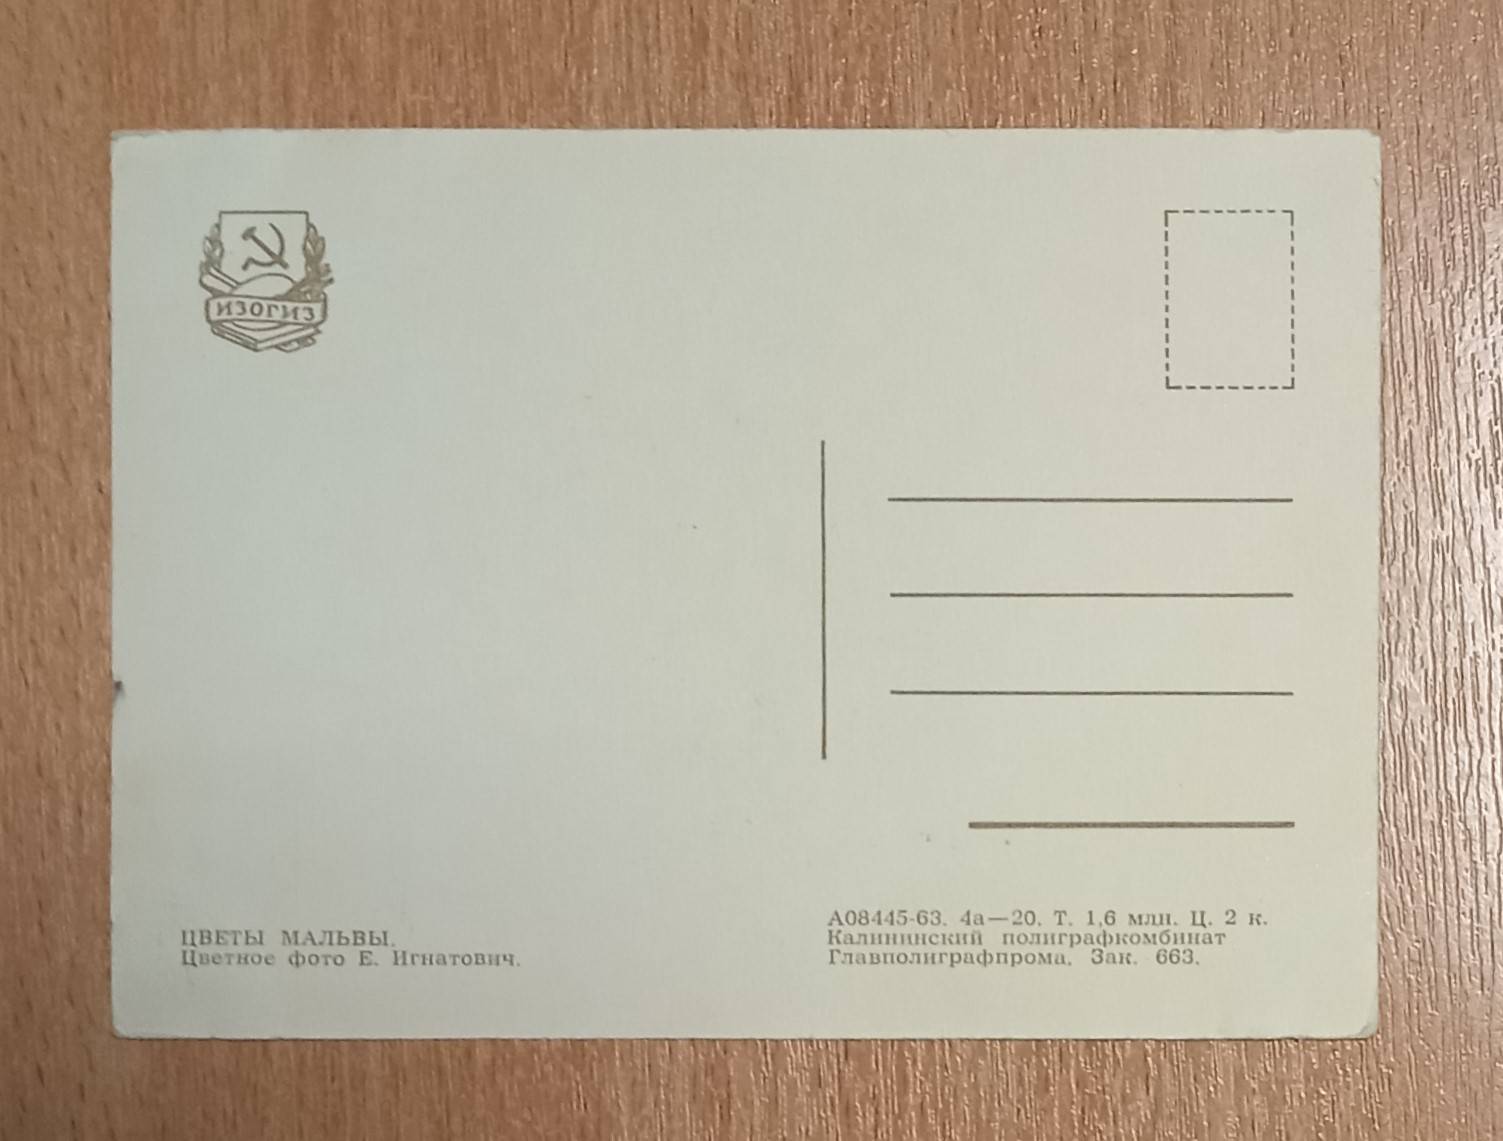 ИЗОГИЗ
ЦВЕТЫ МАЛЬВЫ.
Цветное фото Е. Игнатович.
А08445-63. 4а—20. Т. 1,6 млн. Ц. 2 к.
Калининский полиграфкомбинат
Главполиграфпрома. Зак. 663.